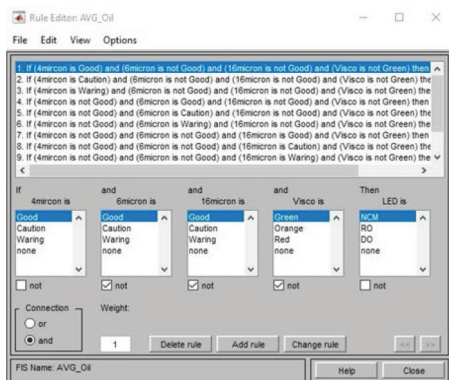 Rule Editor: AVG_Oil
File Edit View Options
1. If (4mircon is Good) and (6micron is not Good) and (16micron is not Good) and (Visco is not Green) then
2. If (4mircon is Caution) and (6micron is not Good) and (16micron is not Good) and (Visco is not Green) the
3. If (4mircon is Waring) and (6micron is not Good) and (16micron is not Good) and (Visco is not Green) the
4. If (4mircon is not Good) and (6micron is Good) and (16micron is not Good) and (Visco is not Green) then
5. If (4mircon is not Good) and (6micron is Caution) and (16micron is not Good) and (Visco is not Green) the
6. If (4mircon is not Good) and (6micron is Waring) and (16micron is not Good) and (Visco is not Green) the
7. If (4mircon is not Good) and (6micron is not Good) and (16micron is Good) and (Visco is not Green) then
8. If (4mircon is not Good) and (6micron is not Good) and (16micron is Caution) and (Visco is not Green) the
9. If (4mircon is not Good) and (6micron is not Good) and (16micron is Waring) and (Visco is not Green) the
If and and and Then
4mircon is 6micron is 16micron is Visco is LED is
Good Good Good Green NCM
Caution Caution Caution Orange RO
Waring Waring Waring Red DO
none none none none none
not not not not not
Connection Weight:
or
and 1 Delete rule Add rule Change rule << >>
FIS Name: AVG_Oil Help Close